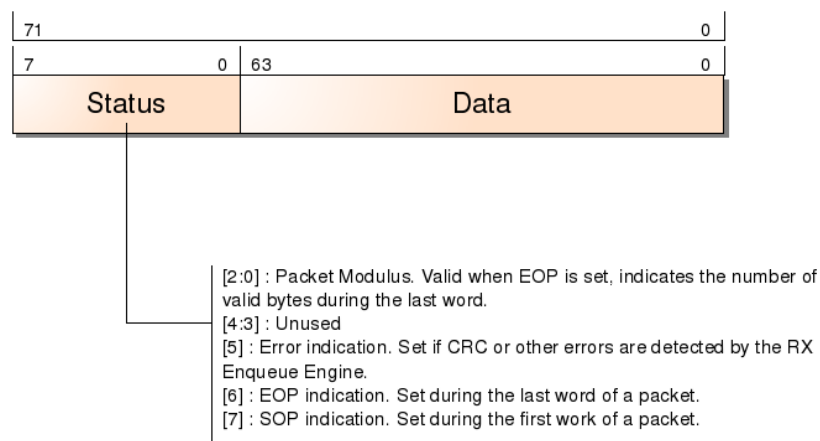 71 0
7 0 63 0
Status Data
[2:0] : Packet Modulus. Valid when EOP is set, indicates the number of
valid bytes during the last word.
[4:3] : Unused
[5] : Error indication. Set if CRC or other errors are detected by the RX
Enqueue Engine.
[6] : EOP indication. Set during the last word of a packet.
[7] : SOP indication. Set during the first work of a packet.